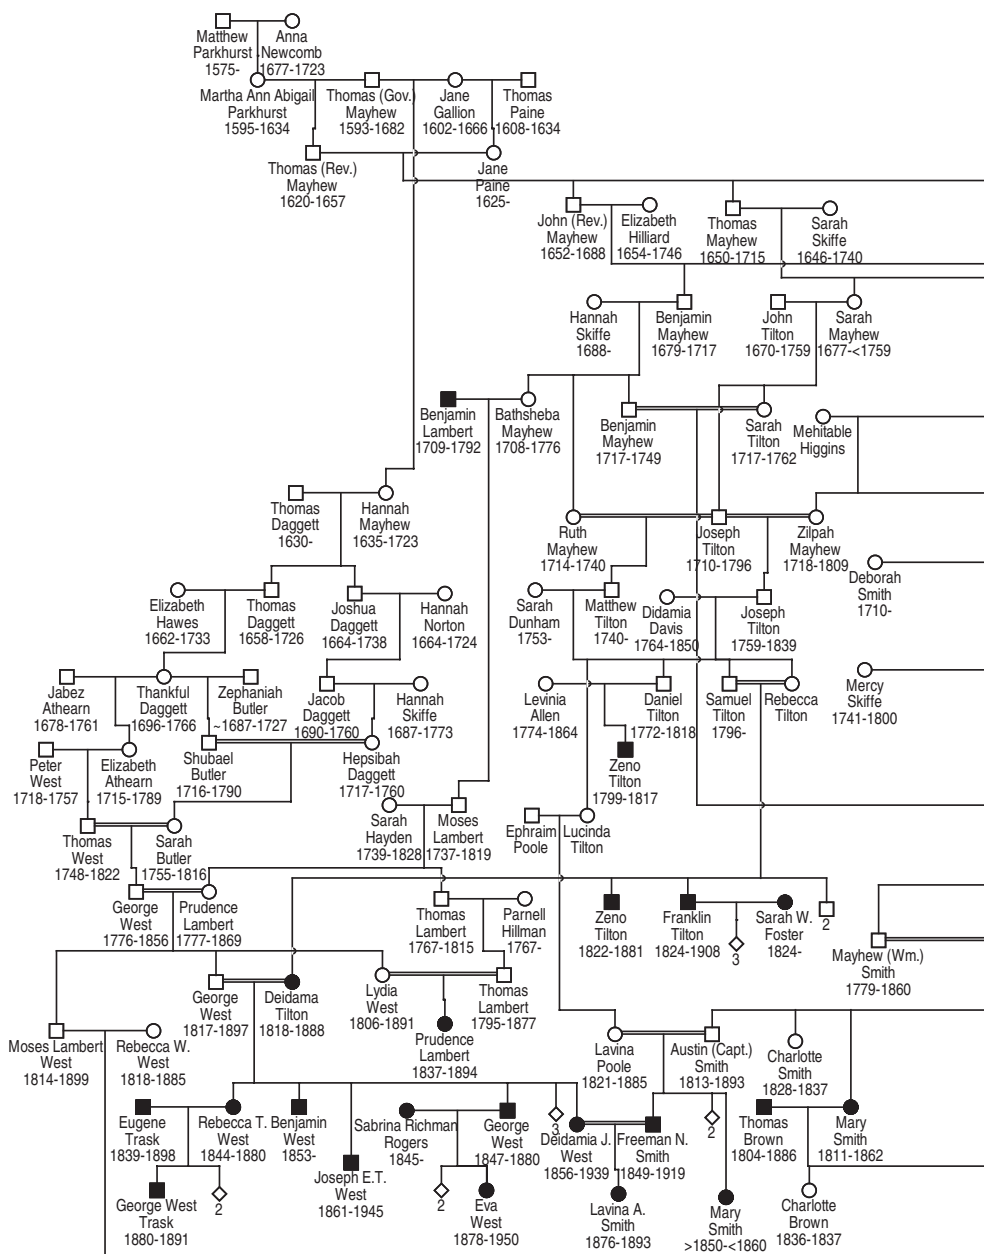 Matthew
Parkhurst
1575-
Anna
Newcomb
1677-1723
Martha Ann Abigail
Parkhurst
1595-1634
Thomas (Gov.)
Mayhew
1593-1682
Jane
Gallion
1602-1666
Thomas
Paine
1608-1634
Thomas (Rev.)
Mayhew
1620-1657
Jane
Paine
1625-
John (Rev.)
Mayhew
1652-1688
Elizabeth
Hilliard
1654-1746
Thomas
Mayhew
1650-1715
Sarah
Skiffe
1646-1740
Hannah
Skiffe
1688-
Benjamin
Mayhew
1679-1717
John
Tilton
1670-1759
Sarah
Mayhew
1677-<1759
Benjamin
Lambert
1709-1792
Bathsheba
Mayhew
1708-1776
Benjamin
Mayhew
1717-1749
Sarah
Tilton
1717-1762
Mehitable
Higgins
Thomas
Daggett
1630-
Hannah
Mayhew
1635-1723
Ruth
Mayhew
1714-1740
Joseph
Tilton
1710-1796
Zilpah
Mayhew
1718-1809
Deborah
Smith
1710-
Elizabeth
Hawes
1662-1733
Thomas
Daggett
1658-1726
Joshua
Daggett
1664-1738
Hannah
Norton
1664-1724
Sarah
Dunham
1753-
Matthew
Tilton
1740-
Didamia
Davis
1764-1850
Joseph
Tilton
1759-1839
Jabez
Athearn
1678-1761
Thankful
Daggett
1696-1766
Zephaniah
Butler
~1687-1727
Jacob
Daggett
1690-1760
Hannah
Skiffe
1687-1773
Levinia
Allen
1774-1864
Daniel
Tilton
1772-1818
Samuel
Tilton
1796-
Rebecca
Tilton
Mercy
Skiffe
1741-1800
Peter
West
1718-1757
Elizabeth
Athearn
1715-1789
Shubael
Butler
1716-1790
Hepsibah
Daggett
1717-1760
Zeno
Tilton
1799-1817
Thomas
West
1748-1822
Sarah
Butler
1755-1816
Sarah
Hayden
1739-1828
Moses
Lambert
1737-1819
Ephraim
Poole
Lucinda
Tilton
George
West
1776-1856
Prudence
Lambert
1777-1869
Thomas
Lambert
1767-1815
Parnell
Hillman
1767-
Zeno
Tilton
1822-1881
Franklin
Tilton
1824-1908
3
Sarah W.
Foster
1824-
2
Mayhew (Wm.)
Smith
1779-1860
George
West
1817-1897
Deidama
Tilton
1818-1888
Lydia
West
1806-1891
Thomas
Lambert
1795-1877
Prudence
Lambert
1837-1894
Moses Lambert
West
1814-1899
Rebecca W.
West
1818-1885
Lavina
Poole
1821-1885
Austin (Capt.)
Smith
1813-1893
Charlotte
Smith
1828-1837
Eugene
Trask
1839-1898
Rebecca T.
West
1844-1880
Benjamin
West
1853-
Sabrina Richman
Rogers
1845-
George
West
1847-1880
3
Deidamia J.
West
1856-1939
Freeman N.
Smith
1849-1919
2
Thomas
Brown
1804-1886
Mary
Smith
1811-1862
Joseph E.T.
West
1861-1945
George West
Trask
1880-1891
2
2
Eva
West
1878-1950
Lavina A.
Smith
1876-1893
Mary
Smith
>1850-<1860
Charlotte
Brown
1836-1837